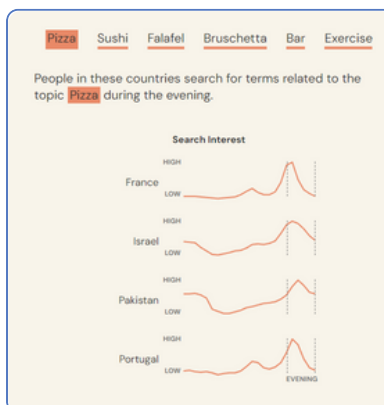 Pizza Sushi Falafel Bruschetta Bar Exercise
People in these countries search for terms related to the
topic Pizza during the evening.
Search Interest
HIGH
France
LOW
HIGH
Israel
LOW
HIGH
Pakistan
LOW
HIGH
Portugal
LOW
EVENING